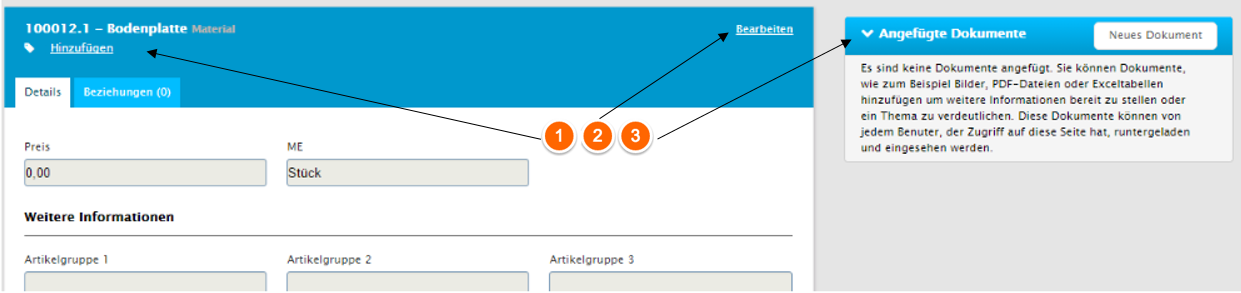 100012.1 – Bodenplatte Material
Hinzufügen
Bearbeiten
Details
Beziehungen (0)
Preis
ME
0,00
Stück
Weitere Informationen
Artikelgruppe 1
Artikelgruppe 2
Artikelgruppe 3
1
2
3
Angefügte Dokumente
Neues Dokument
Es sind keine Dokumente angefügt. Sie können Dokumente,
wie zum Beispiel Bilder, PDF-Dateien oder Exceltabellen
hinzufügen um weitere Informationen bereit zu stellen oder
ein Thema zu verdeutlichen. Diese Dokumente können von
jedem Benuter, der Zugriff auf diese Seite hat, runtergeladen
und eingesehen werden.